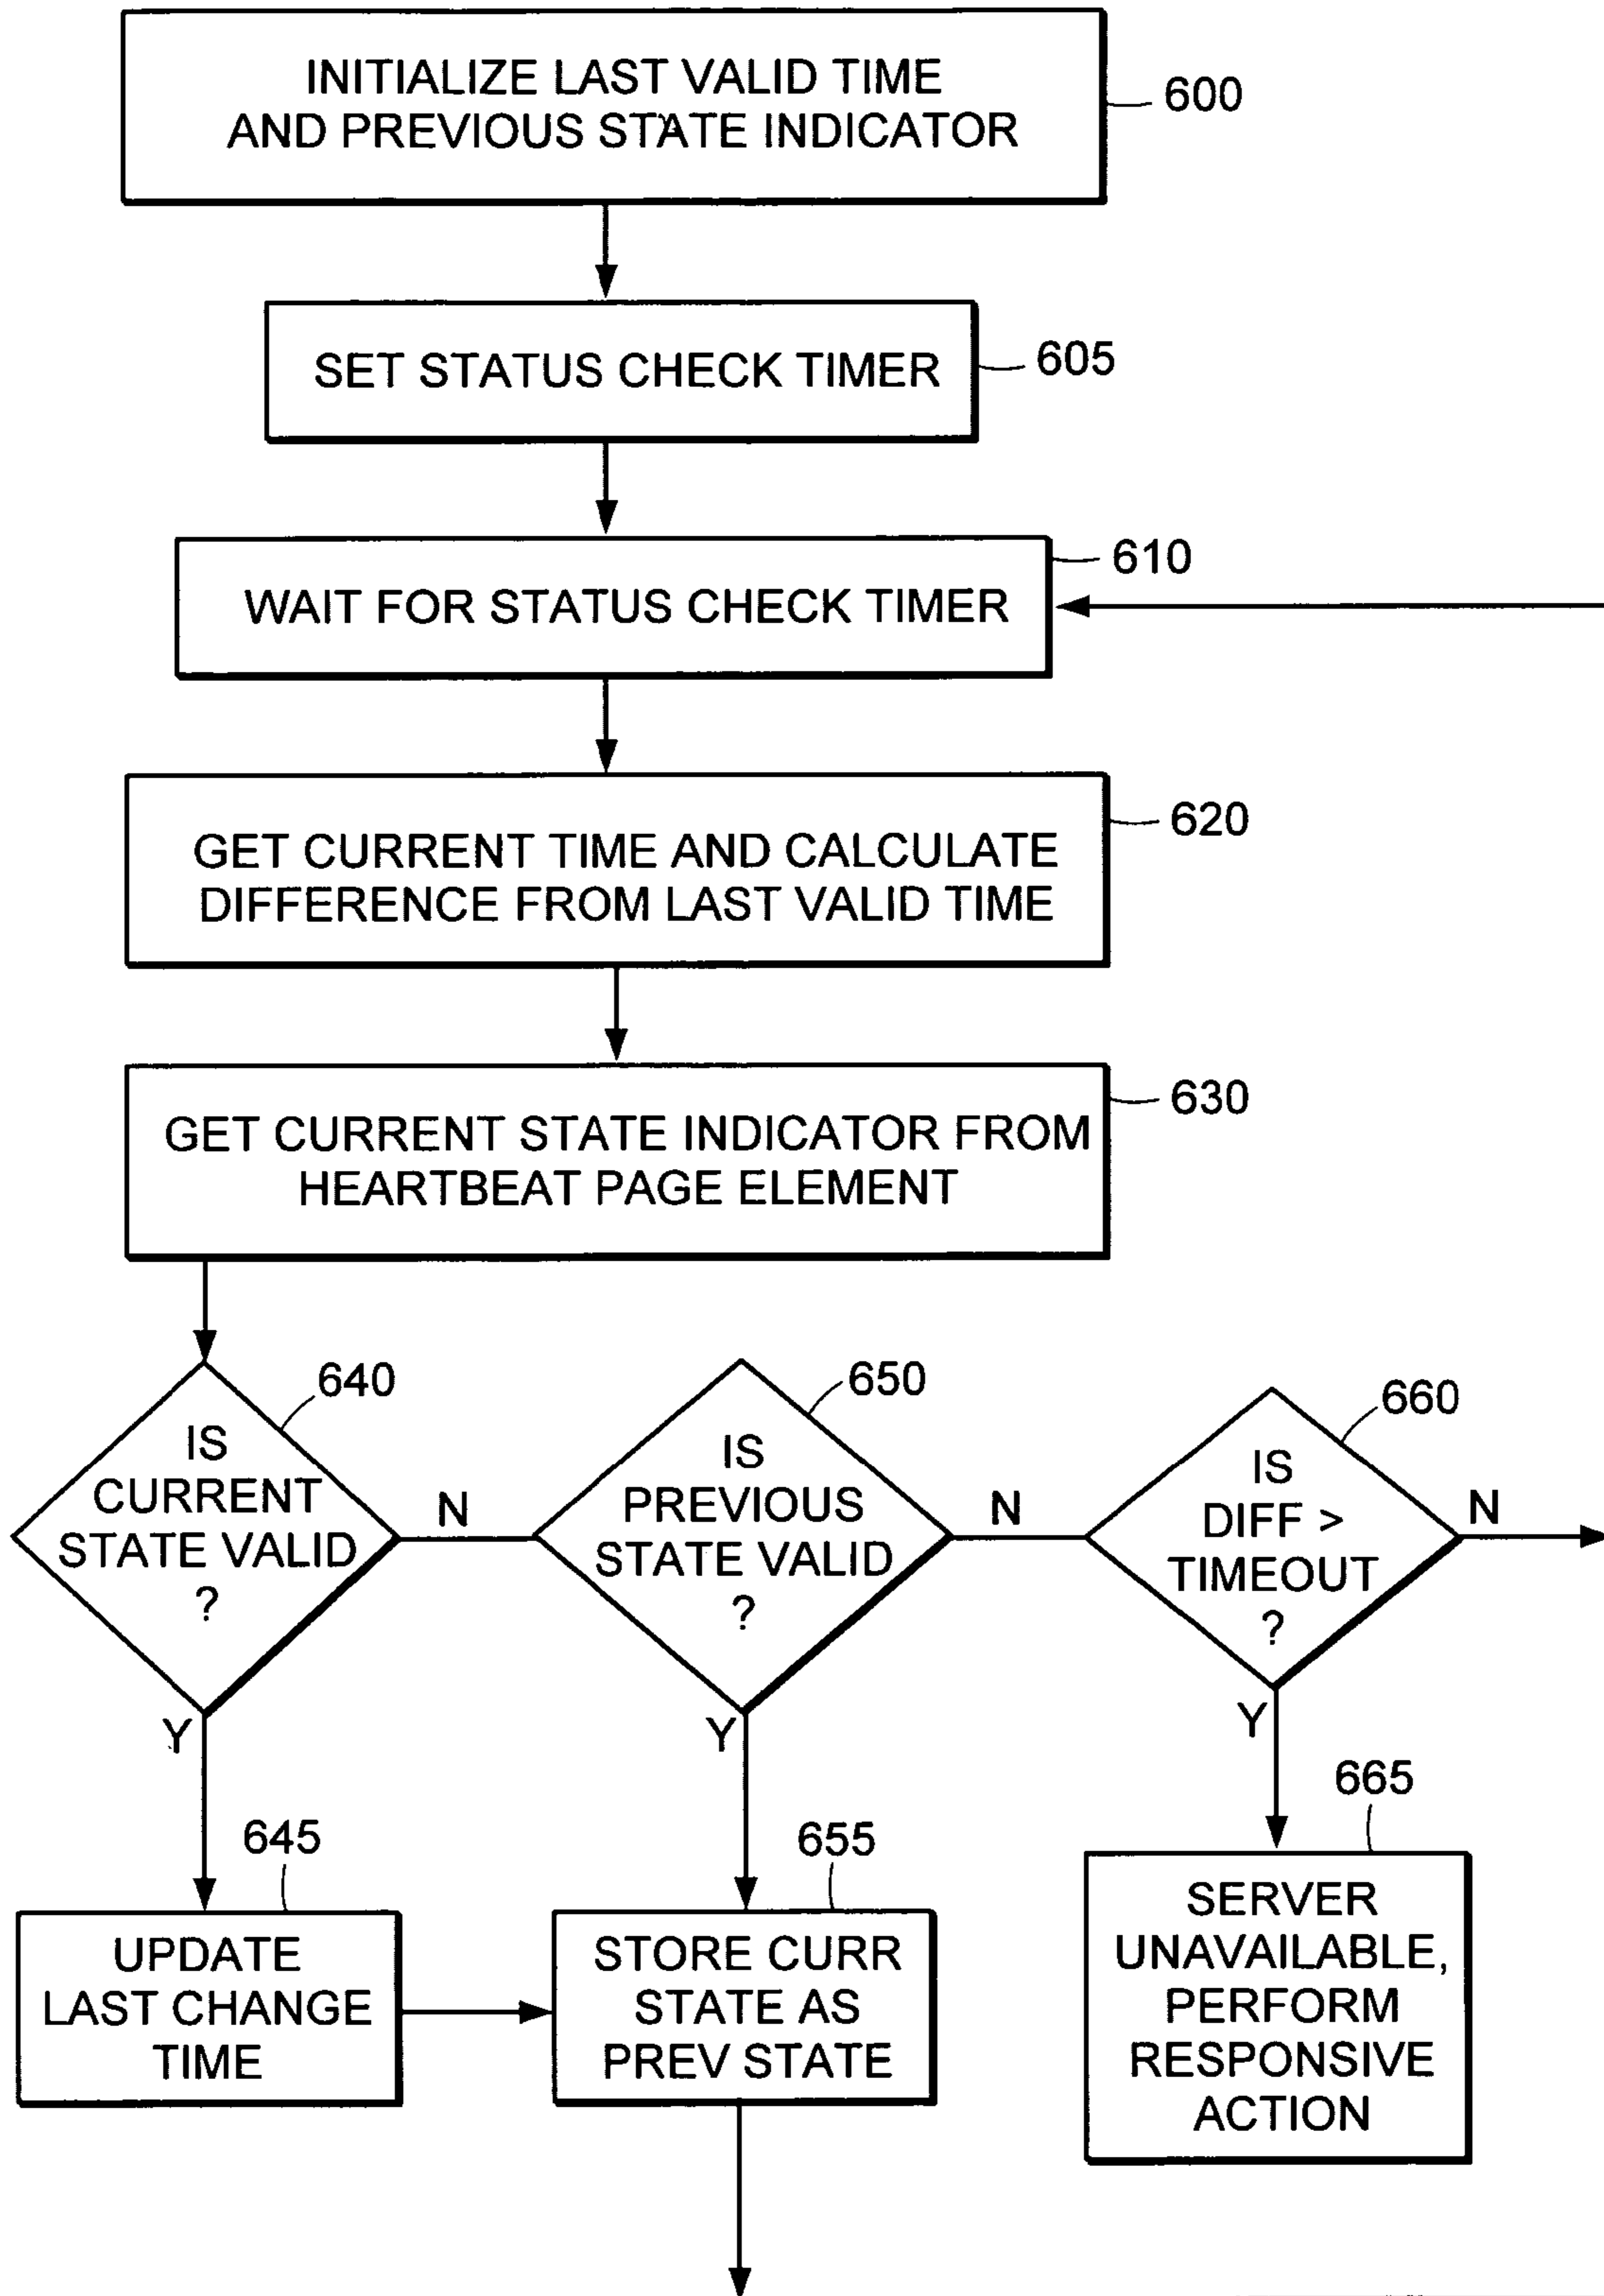 INITIALIZE LAST VALID TIME
AND PREVIOUS STATE INDICATOR
600
SET STATUS CHECK TIMER
605
610
WAIT FOR STATUS CHECK TIMER
620
GET CURRENT TIME AND CALCULATE
DIFFERENCE FROM LAST VALID TIME
630
GET CURRENT STATE INDICATOR FROM
HEARTBEAT PAGE ELEMENT
640
IS
CURRENT
STATE VALID
?
N
Y
650
IS
PREVIOUS
STATE VALID
?
N
Y
660
IS
DIFF >
TIMEOUT
?
N
Y
645
UPDATE
LAST CHANGE
TIME
655
STORE CURR
STATE AS
PREV STATE
665
SERVER
UNAVAILABLE,
PERFORM
RESPONSIVE
ACTION